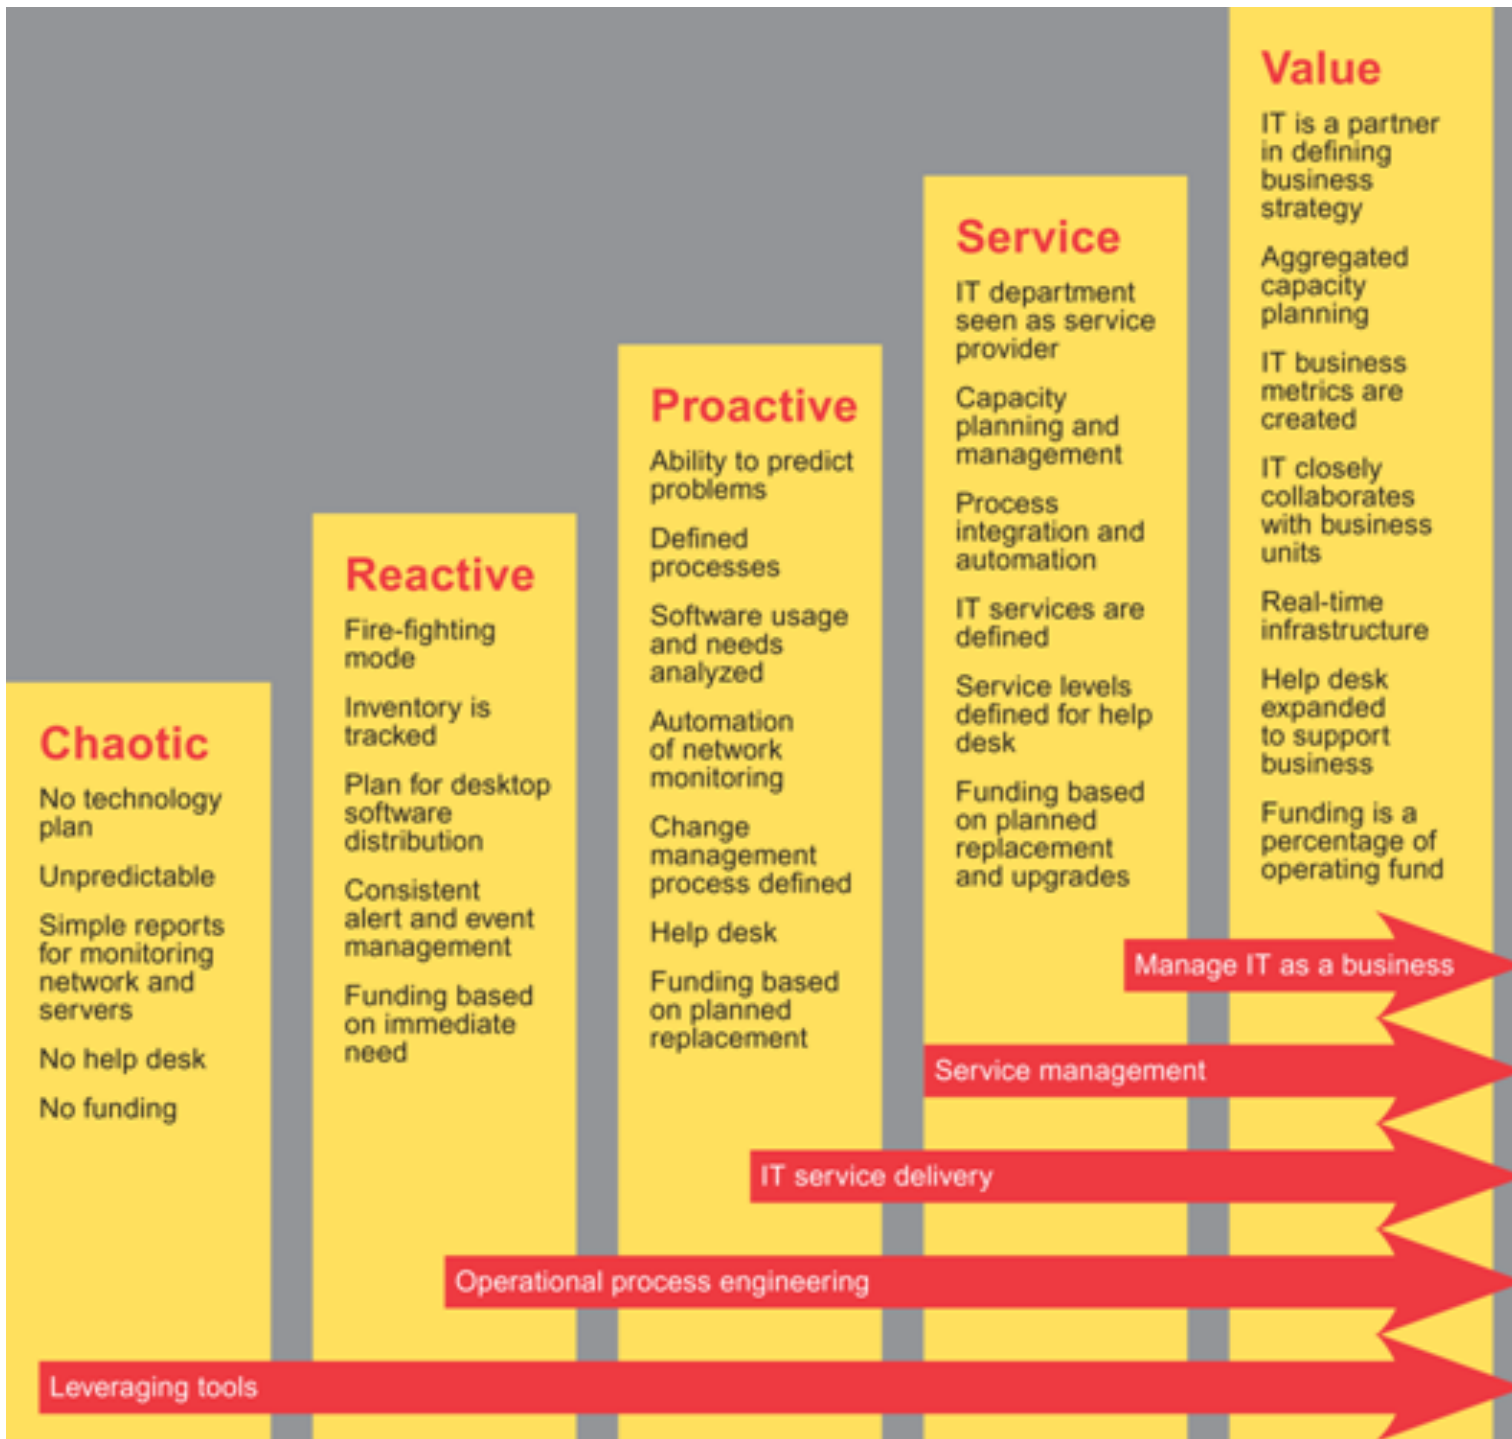 Chaotic
No technology
plan
Unpredictable
Simple reports
for monitoring
network and
servers
No help desk
No funding
Reactive
Fire-fighting
mode
Inventory is
tracked
Plan for desktop
software
distribution
Consistent
alert and event
management
Funding based
on immediate
need
Proactive
Ability to predict
problems
Defined
processes
Software usage
and needs
analyzed
Automation
of network
monitoring
Change
management
process defined
Help desk
Funding based
on planned
replacement
Service
IT department
seen as service
provider
Capacity
planning and
management
Process
integration and
automation
IT services are
defined
Service levels
defined for help
desk
Funding based
on planned
replacement
and upgrades
Value
IT is a partner
in defining
business
strategy
Aggregated
capacity
planning
IT business
metrics are
created
IT closely
collaborates
with business
units
Real-time
infrastructure
Help desk
expanded
to support
business
Funding is a
percentage of
operating fund
Manage IT as a business
Service management
IT service delivery
Operational process engineering
Leveraging tools